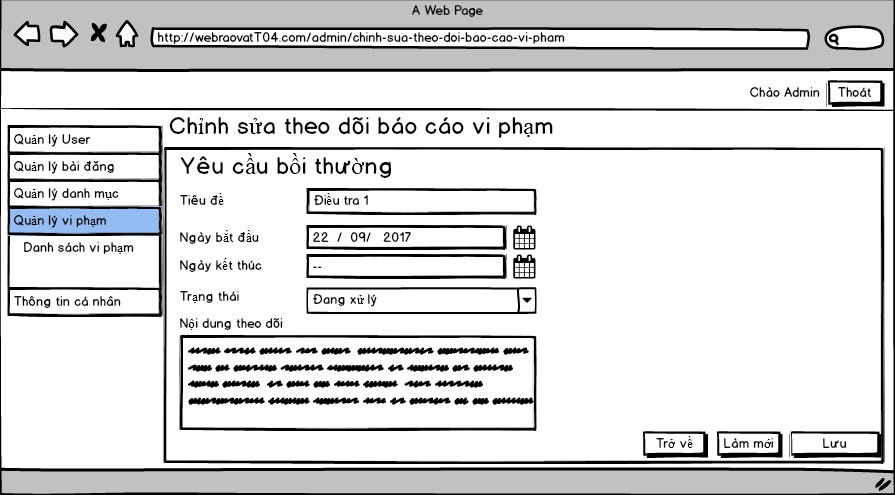 A Web Page
http://webraovatT04.com/admin/chinh-sua-theo-doi-bao-cao-vi-pham
Chào Admin
Thoát
Chỉnh sửa theo dõi báo cáo vi phạm
Quản lý User
Quản lý bài đăng
Quản lý danh mục
Quản lý vi phạm
Danh sách vi phạm
Thông tin cá nhân
Yêu cầu bồi thường
Tiêu đề
Điều tra 1
Ngày bắt đầu
22 / 09/ 2017
Ngày kết thúc
--
Trạng thái
Đang xử lý
Nội dung theo dõi
Trở về
Làm mới
Lưu